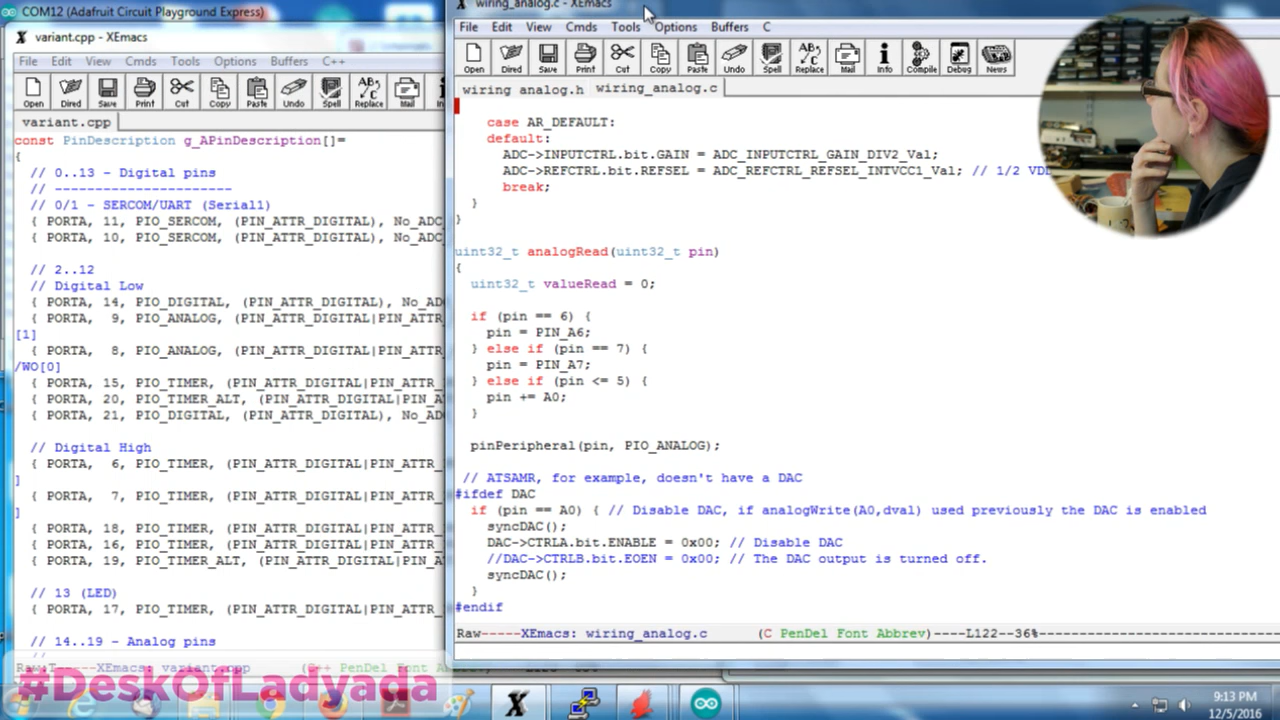 COM12 (Adafruit Circuit Playground Express)
variant.cpp - XEmacs
File Edit View Cmds Tools Options Buffers C++
Open Dired Save Print Cut Copy Paste Undo Spell Replace Mail
variant.cpp
const PinDescription g_APinDescription[]=
{
// 0..13 - Digital pins
// ----------------------
// 0/1 - SERCOM/UART (Serial1)
{ PORTA, 11, PIO_SERCOM, (PIN_ATTR_DIGITAL), No_ADC
{ PORTA, 10, PIO_SERCOM, (PIN_ATTR_DIGITAL), No_ADC
// 2..12
// Digital Low
{ PORTA, 14, PIO_DIGITAL, (PIN_ATTR_DIGITAL), No_AD
{ PORTA, 9, PIO_ANALOG, (PIN_ATTR_DIGITAL|PIN_ATTR
[1]
{ PORTA, 8, PIO_ANALOG, (PIN_ATTR_DIGITAL|PIN_ATTR
/WO[0]
{ PORTA, 15, PIO_TIMER, (PIN_ATTR_DIGITAL|PIN_ATTR_
{ PORTA, 20, PIO_TIMER_ALT, (PIN_ATTR_DIGITAL|PIN_A
{ PORTA, 21, PIO_DIGITAL, (PIN_ATTR_DIGITAL), No_AD
// Digital High
{ PORTA, 6, PIO_TIMER, (PIN_ATTR_DIGITAL|PIN_ATTR_
]
{ PORTA, 7, PIO_TIMER, (PIN_ATTR_DIGITAL|PIN_ATTR_
]
{ PORTA, 18, PIO_TIMER, (PIN_ATTR_DIGITAL|PIN_ATTR_
{ PORTA, 16, PIO_TIMER, (PIN_ATTR_DIGITAL|PIN_ATTR_
{ PORTA, 19, PIO_TIMER_ALT, (PIN_ATTR_DIGITAL|PIN_A
// 13 (LED)
{ PORTA, 17, PIO_TIMER, (PIN_ATTR_DIGITAL|PIN_ATTR_
// 14..19 - Analog pins
Raw:T-----XEmacs: variant.cpp (C++ PenDel Font Abbrev)
#DeskOfLadyada
wiring_analog.c - XEmacs
File Edit View Cmds Tools Options Buffers C
Open Dired Save Print Cut Copy Paste Undo Spell Replace Mail Info Compile Debug News
wiring_analog.h wiring_analog.c
case AR_DEFAULT:
default:
ADC->INPUTCTRL.bit.GAIN = ADC_INPUTCTRL_GAIN_DIV2_Val;
ADC->REFCTRL.bit.REFSEL = ADC_REFCTRL_REFSEL_INTVCC1_Val; // 1/2 VDD
break;
}
}
uint32_t analogRead(uint32_t pin)
{
uint32_t valueRead = 0;
if (pin == 6) {
pin = PIN_A6;
} else if (pin == 7) {
pin = PIN_A7;
} else if (pin <= 5) {
pin += A0;
}
pinPeripheral(pin, PIO_ANALOG);
// ATSAMR, for example, doesn't have a DAC
#ifdef DAC
if (pin == A0) { // Disable DAC, if analogWrite(A0,dval) used previously the DAC is enabled
syncDAC();
DAC->CTRLA.bit.ENABLE = 0x00; // Disable DAC
//DAC->CTRLB.bit.EOEN = 0x00; // The DAC output is turned off.
syncDAC();
}
#endif
Raw-----XEmacs: wiring_analog.c (C PenDel Font Abbrev)----L122--36%--------
9:13 PM
12/5/2016